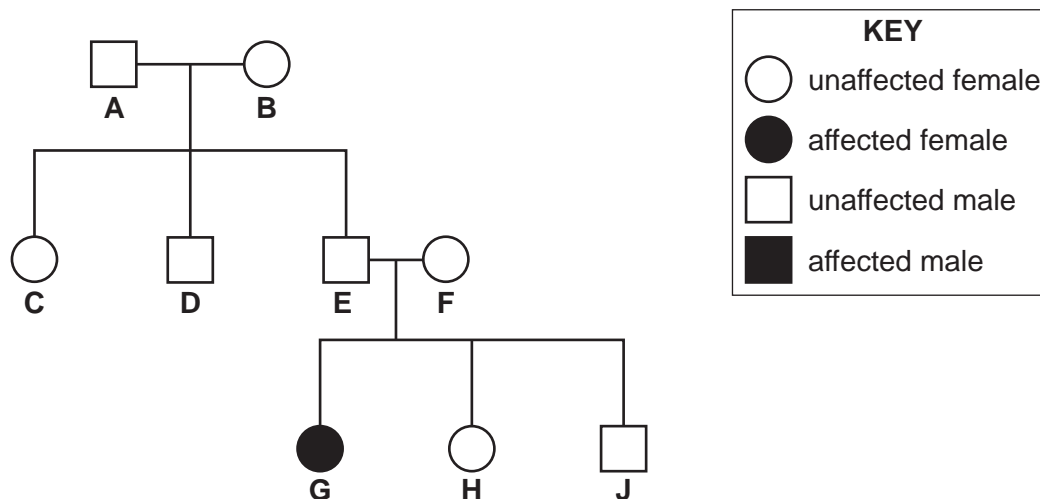 KEY
unaffected female
affected female
unaffected male
affected male
A B
C D E F
G H J